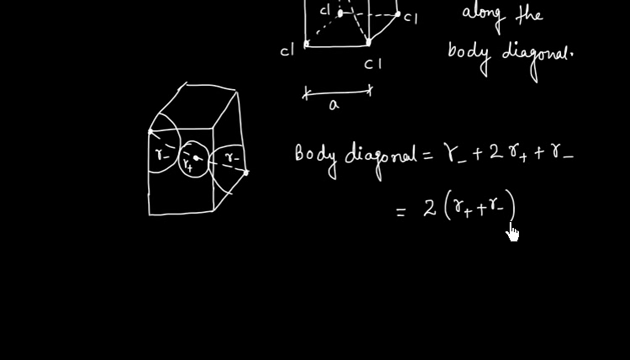 cl cl along the
cl body diagonal.
cl
a
r₋ r₊ r₋ Body diagonal = r₋ + 2 r₊ + r₋
= 2 (r₊ + r₋)